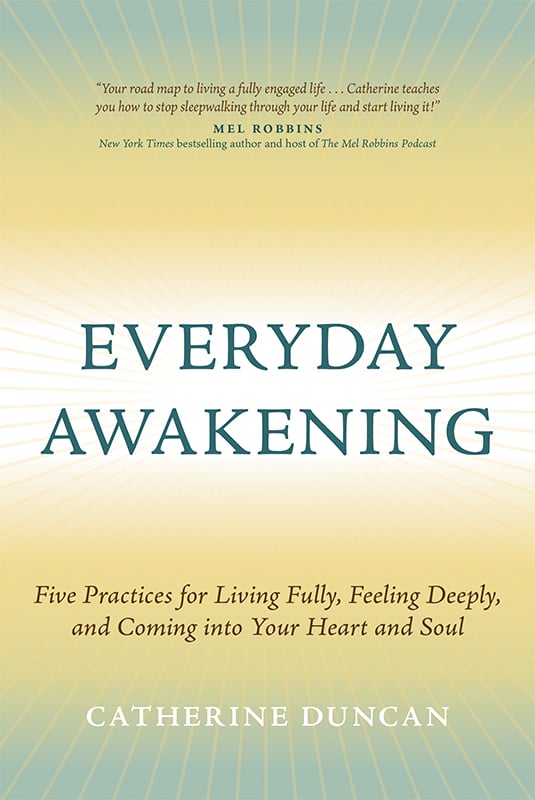 “Your road map to living a fully engaged life . . . Catherine teaches
you how to stop sleepwalking through your life and start living it!”
MEL ROBBINS
New York Times bestselling author and host of The Mel Robbins Podcast
EVERYDAY
AWAKENING
Five Practices for Living Fully, Feeling Deeply,
and Coming into Your Heart and Soul
CATHERINE DUNCAN